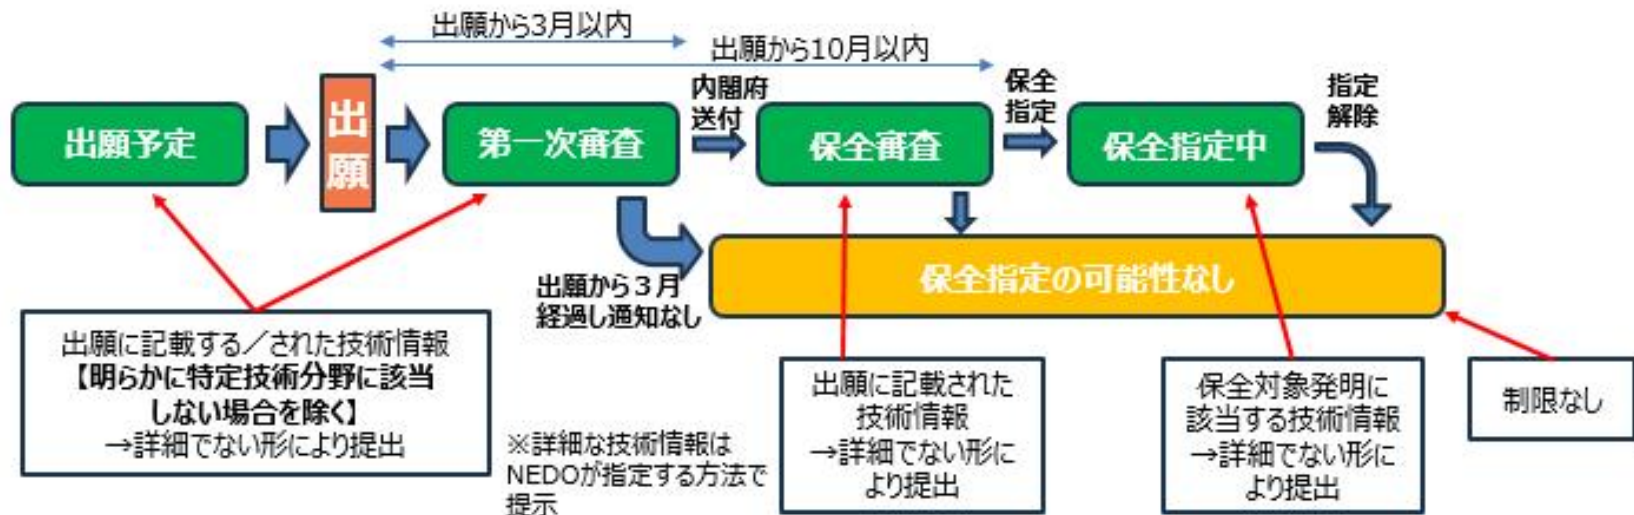 出願から3月以内
出願から10月以内
出願予定
出
願
第一次審査
内閣府
送付
保全審査
保全
指定
保全指定中
指定
解除
出願から３月
経過し通知なし
保全指定の可能性なし
出願に記載する／された技術情報
【明らかに特定技術分野に該当
しない場合を除く】
→詳細でない形により提出
※詳細な技術情報は
NEDOが指定する方法で
提示
出願に記載された
技術情報
→詳細でない形に
より提出
保全対象発明に
該当する技術情報
→詳細でない形に
より提出
制限なし